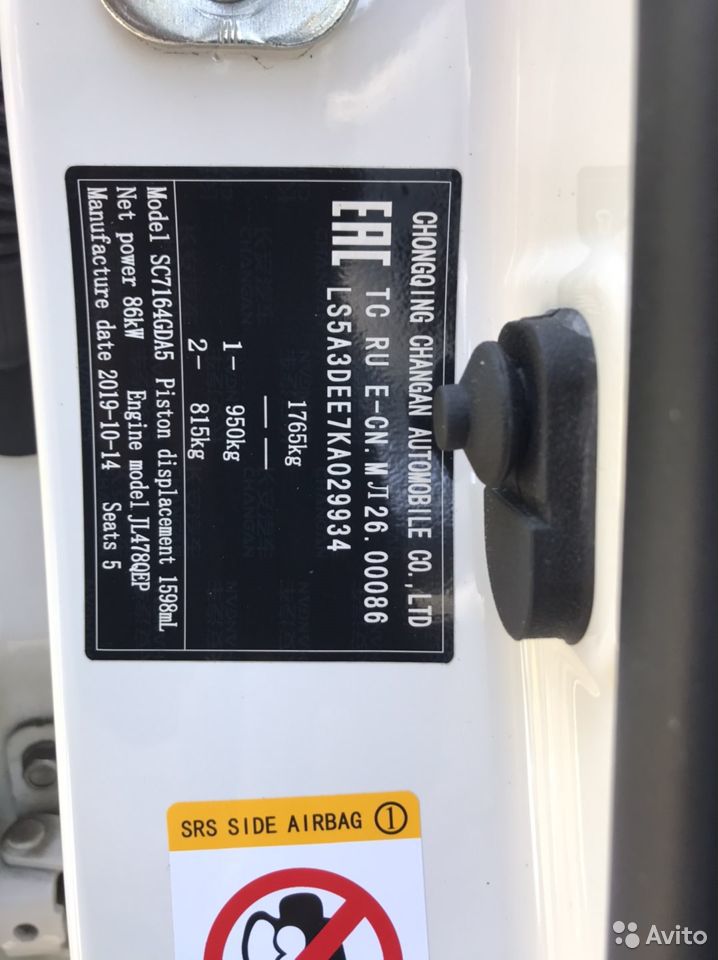 CHONGQING CHANGAN AUTOMOBILE CO.,LTD
EAC TC RU E-CN.MЛ26.00086
LS5A3DEE7KA029934
1765kg
— —
1- 950kg
2- 815kg
Model SC7164GDA5 Piston displacement 1598mL
Net power 86kW Engine model JL478QEP
Manufacture date 2019-10-14 Seats 5
SRS SIDE AIRBAG ①
Avito